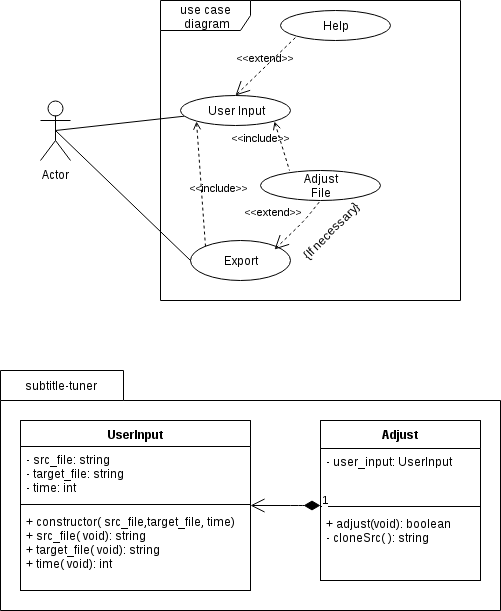 use case
diagram
Help
<<extend>>
User Input
<<include>>
Actor
Adjust
File
<<include>>
<<extend>>
{If necessary}
Export
subtitle-tuner
UserInput
- src_file: string
- target_file: string
- time: int
+ constructor( src_file,target_file, time)
+ src_file( void): string
+ target_file( void): string
+ time( void): int
Adjust
- user_input: UserInput
1
+ adjust(void): boolean
- cloneSrc( ): string